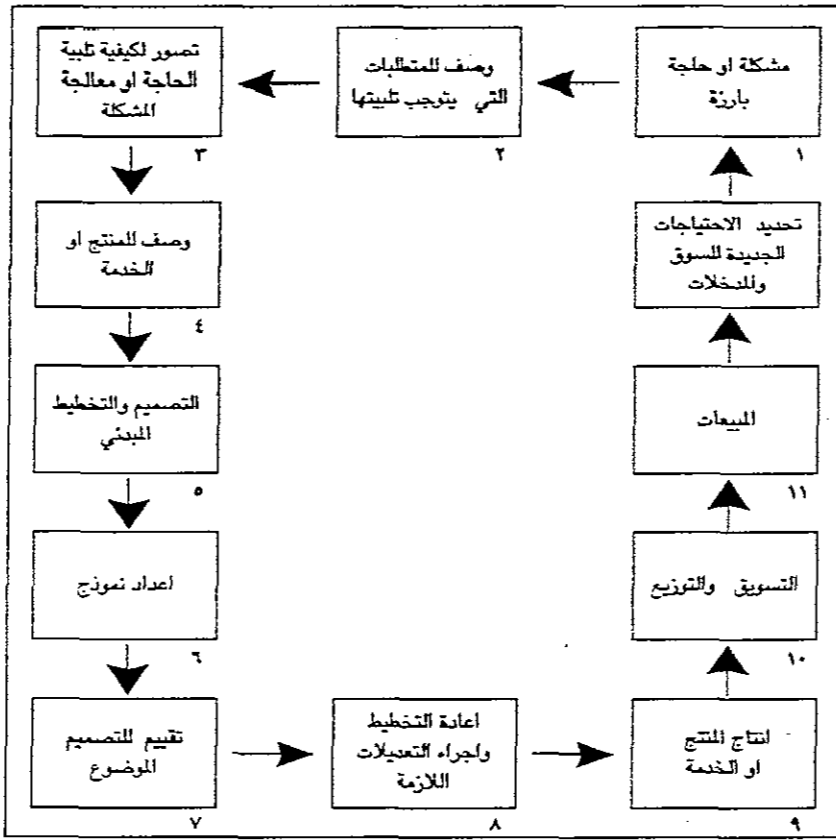 مشكلة او حاجة
بارزة
١
وصف للمتطلبات
التي يتوجب تلبيتها
٢
تصور لكيفية تلبية
الحاجة او معالجة
المشكلة
٣
وصف للمنتج او
الخدمة
٤
التصميم والتخطيط
المبدئي
٥
اعداد نموذج
٦
تقييم للتصميم
الموضوع
٧
اعادة التخطيط
واجراء التعديلات
اللازمة
٨
انتاج المنتج
او الخدمة
٩
التسويق والتوزيع
١٠
المبيعات
١١
تحديد الاحتياجات
الجديدة للسوق
والمدخلات